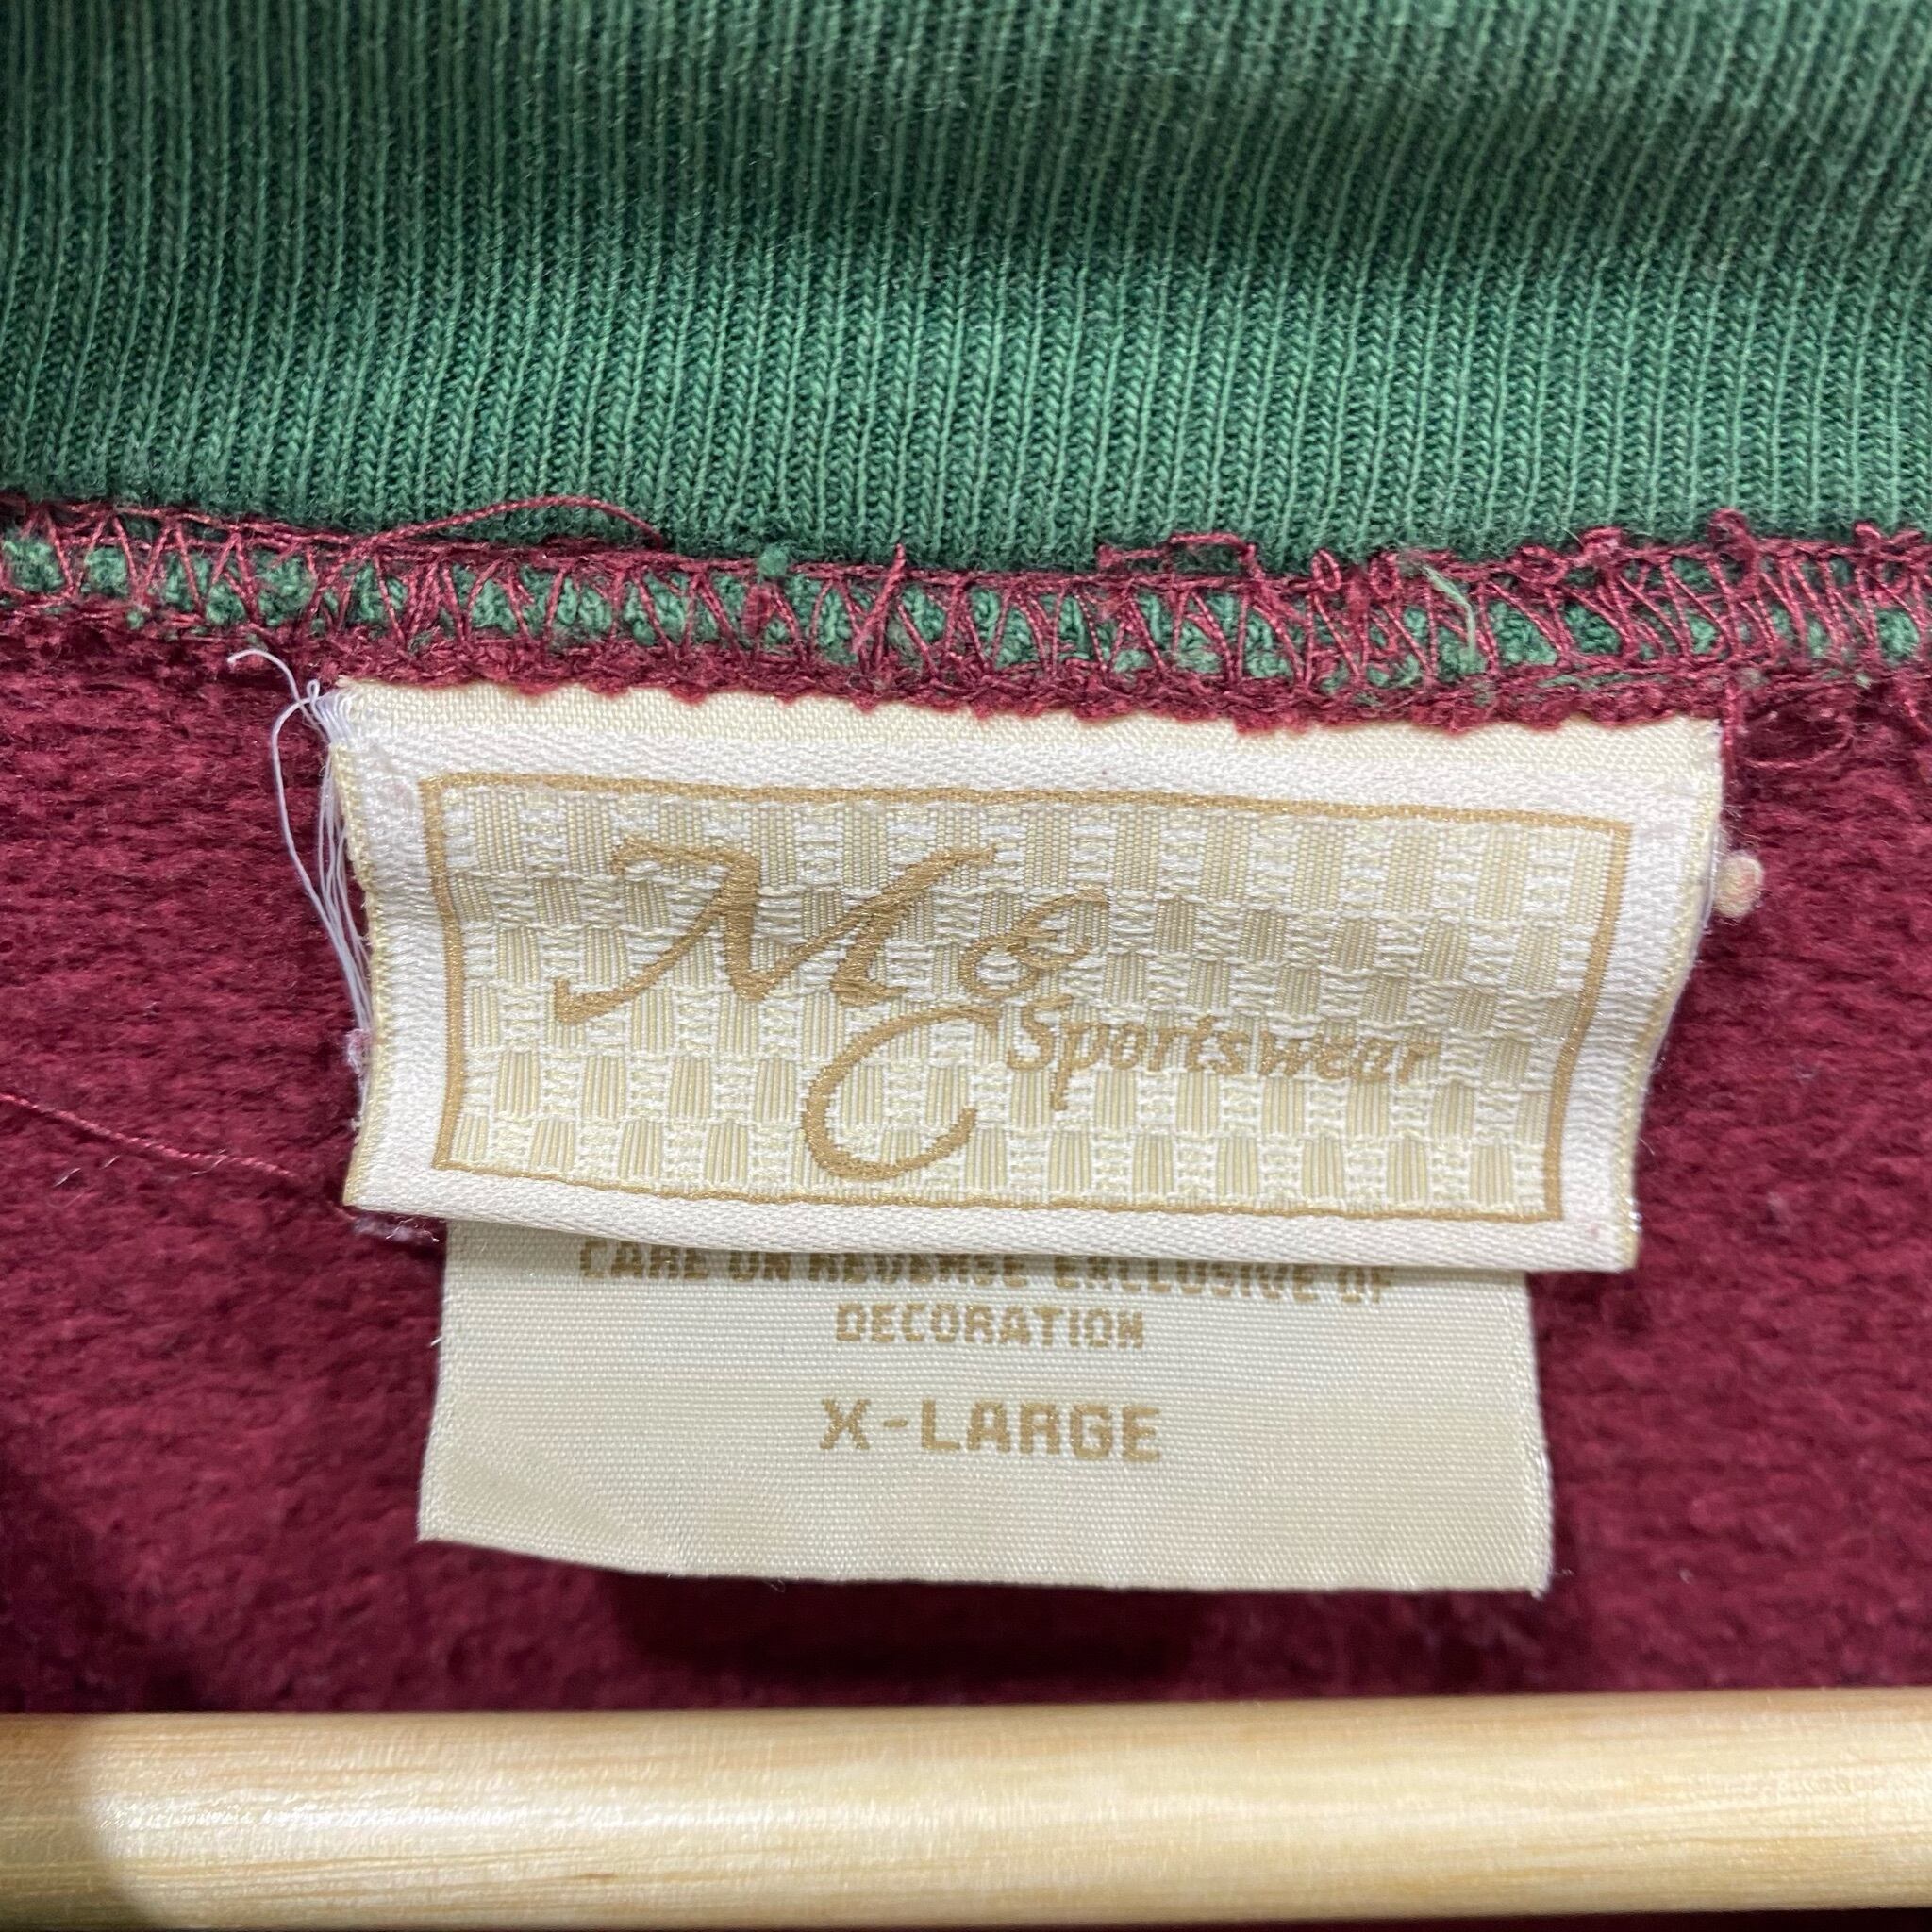 M &
C Sportswear
CARE ON REVERSE EXCLUSIVE OF
DECORATION
X-LARGE